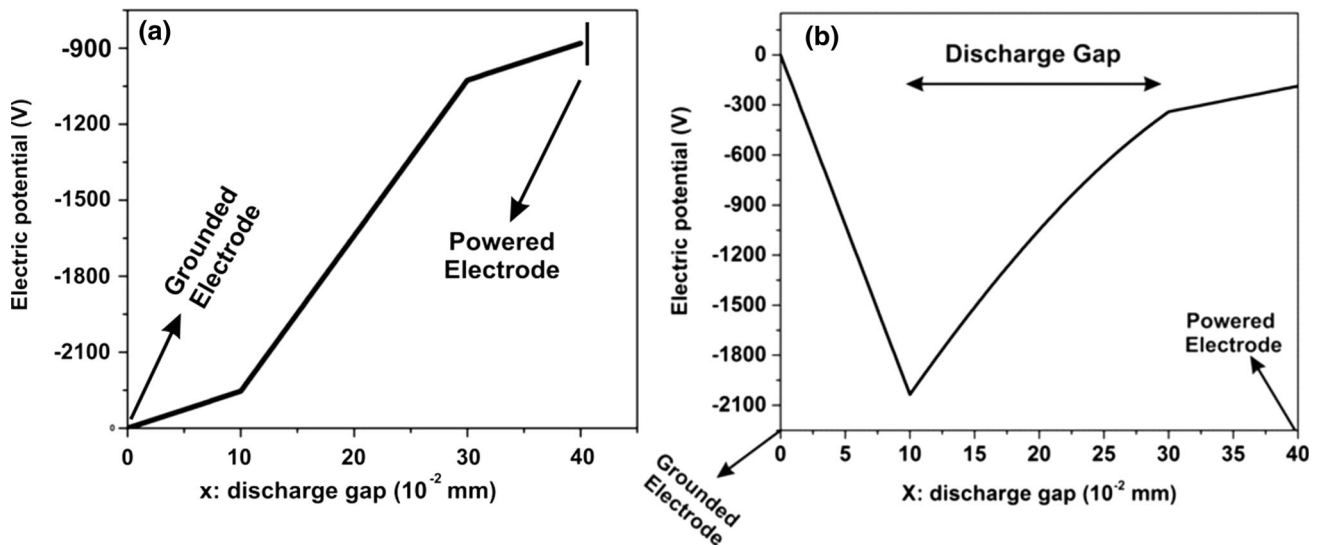 (a)
-900
-1200
-1500
-1800
-2100
0
Electric potential (V)
Grounded
Electrode
Powered
Electrode
0
10
20
30
40
x: discharge gap (10⁻² mm)
(b)
Discharge Gap
0
-300
-600
-900
-1200
-1500
-1800
-2100
Electric potential (V)
Powered
Electrode
0
5
10
15
20
25
30
35
40
Grounded
Electrode
X: discharge gap (10⁻² mm)